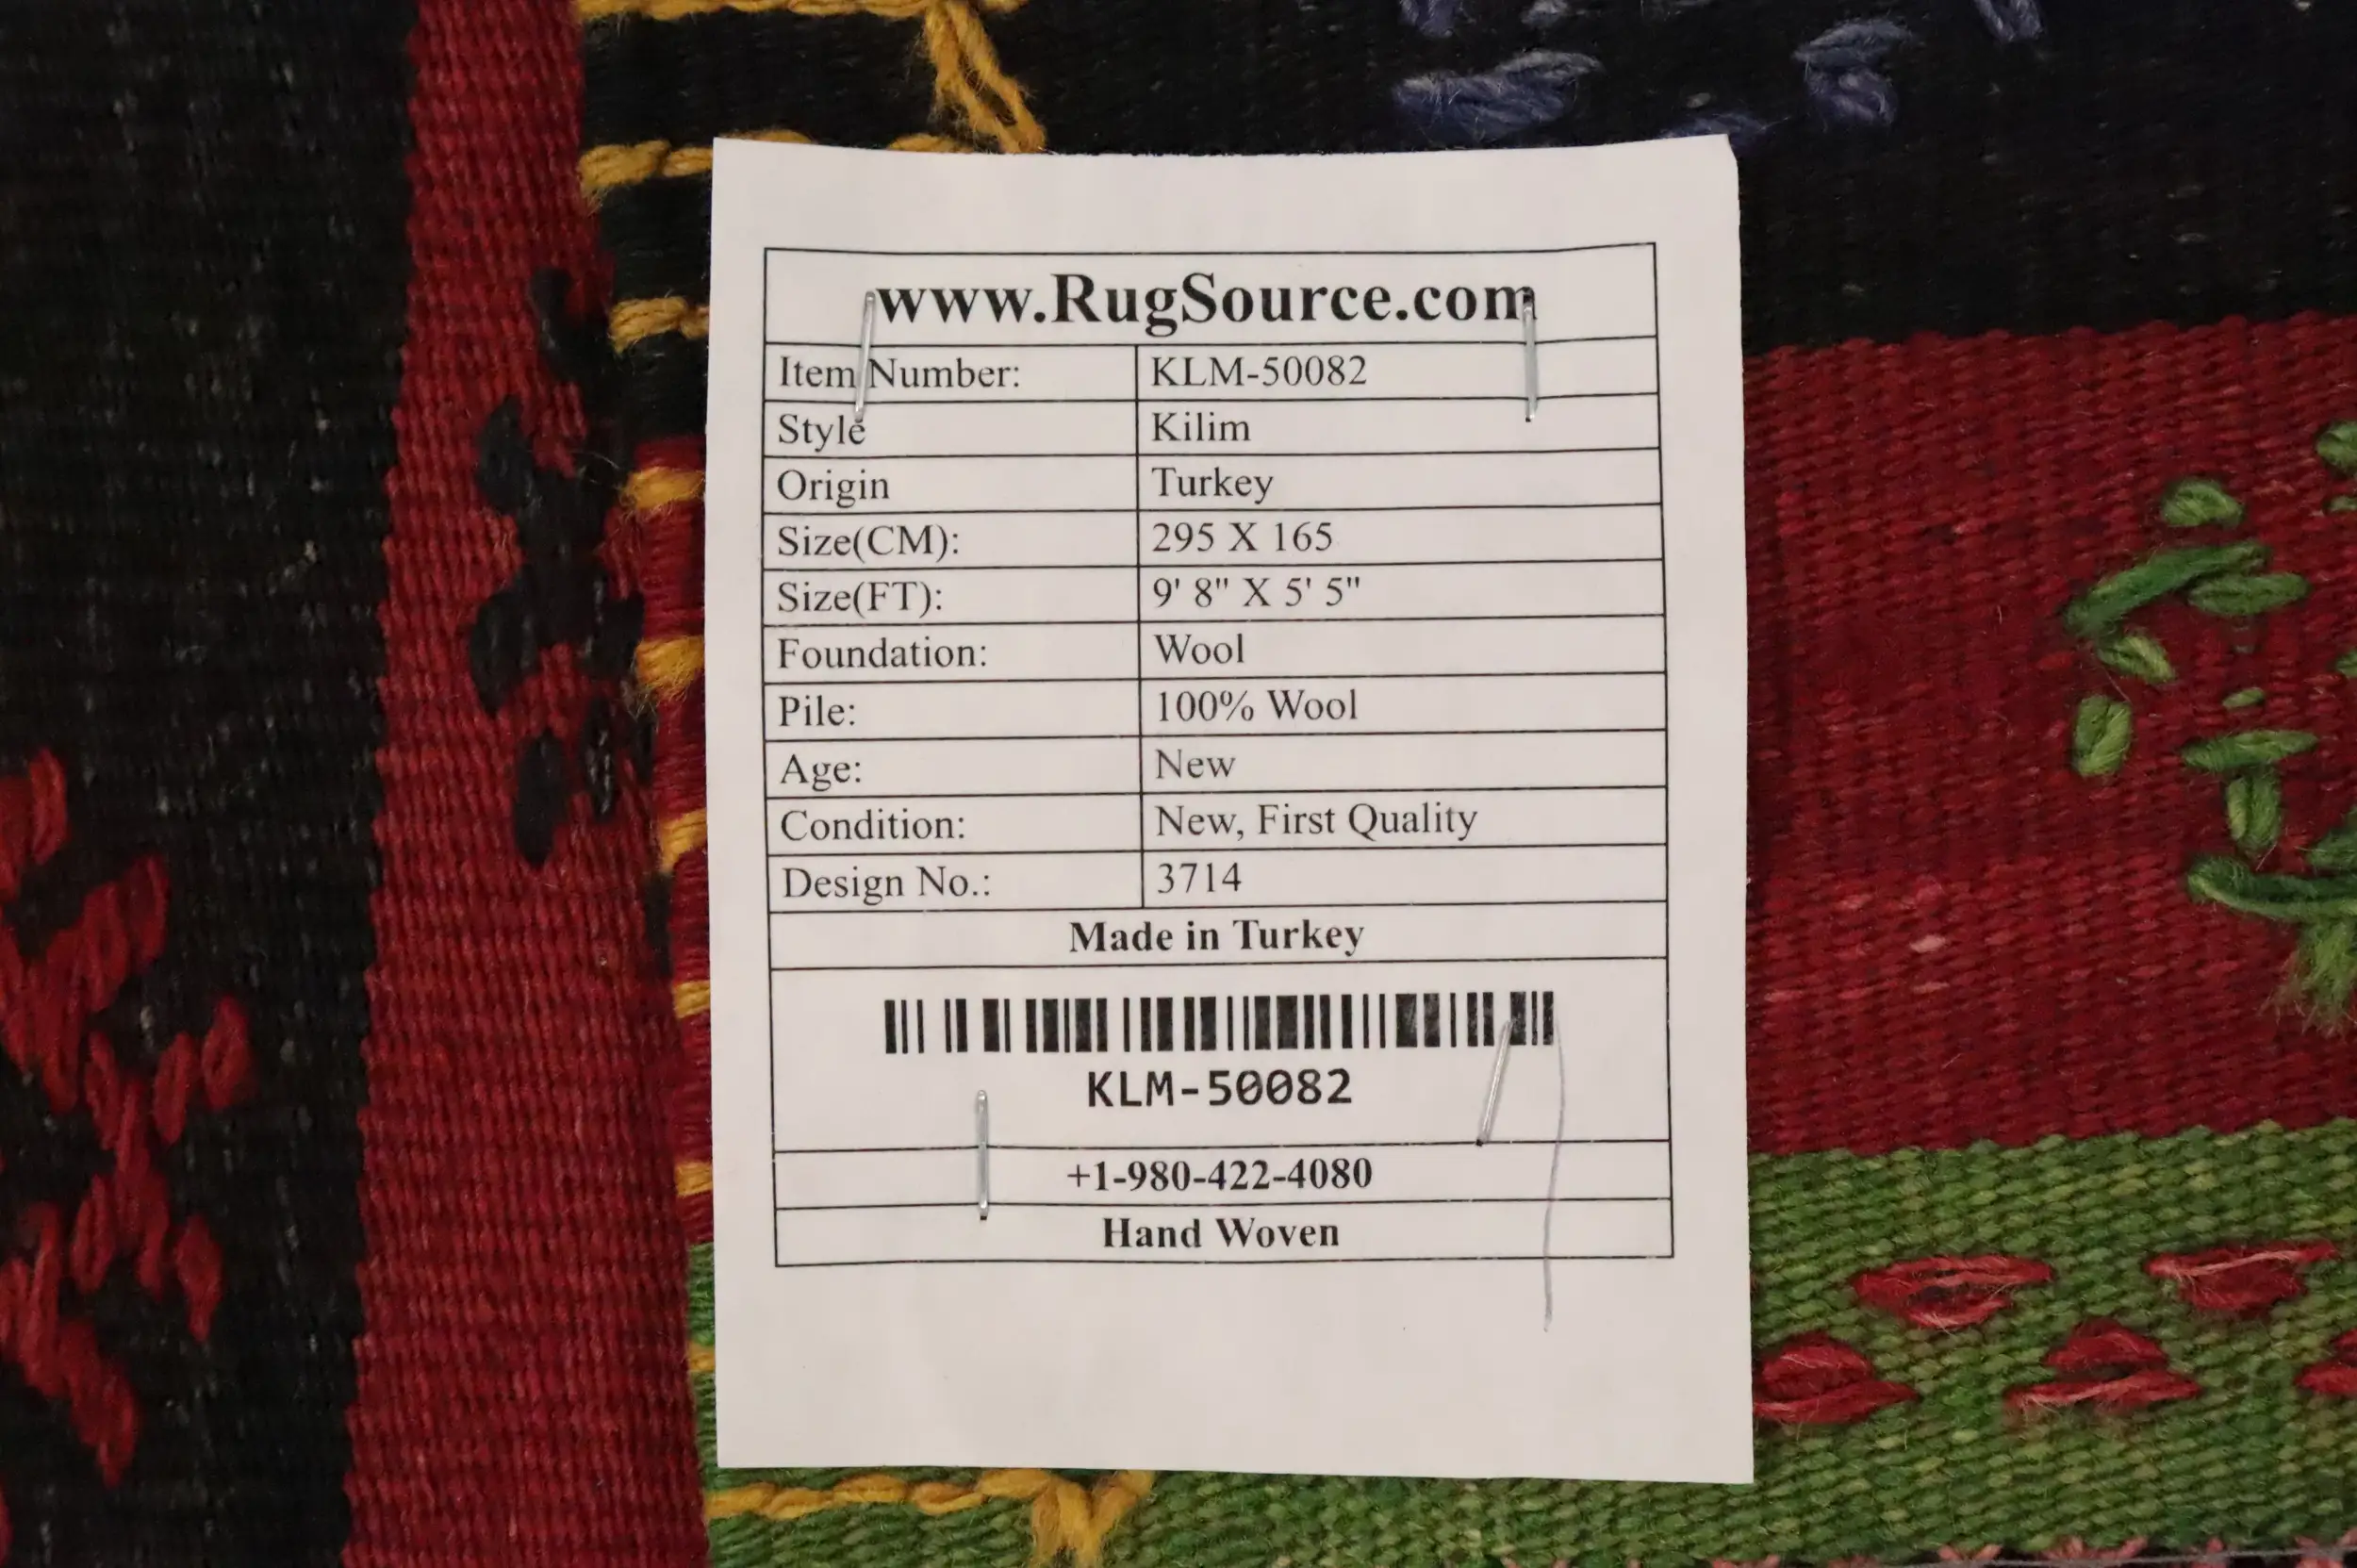 www.RugSource.com
Item Number: KLM-50082
Style Kilim
Origin Turkey
Size(CM): 295 X 165
Size(FT): 9' 8" X 5' 5"
Foundation: Wool
Pile: 100% Wool
Age: New
Condition: New, First Quality
Design No.: 3714
Made in Turkey
KLM-50082
+1-980-422-4080
Hand Woven